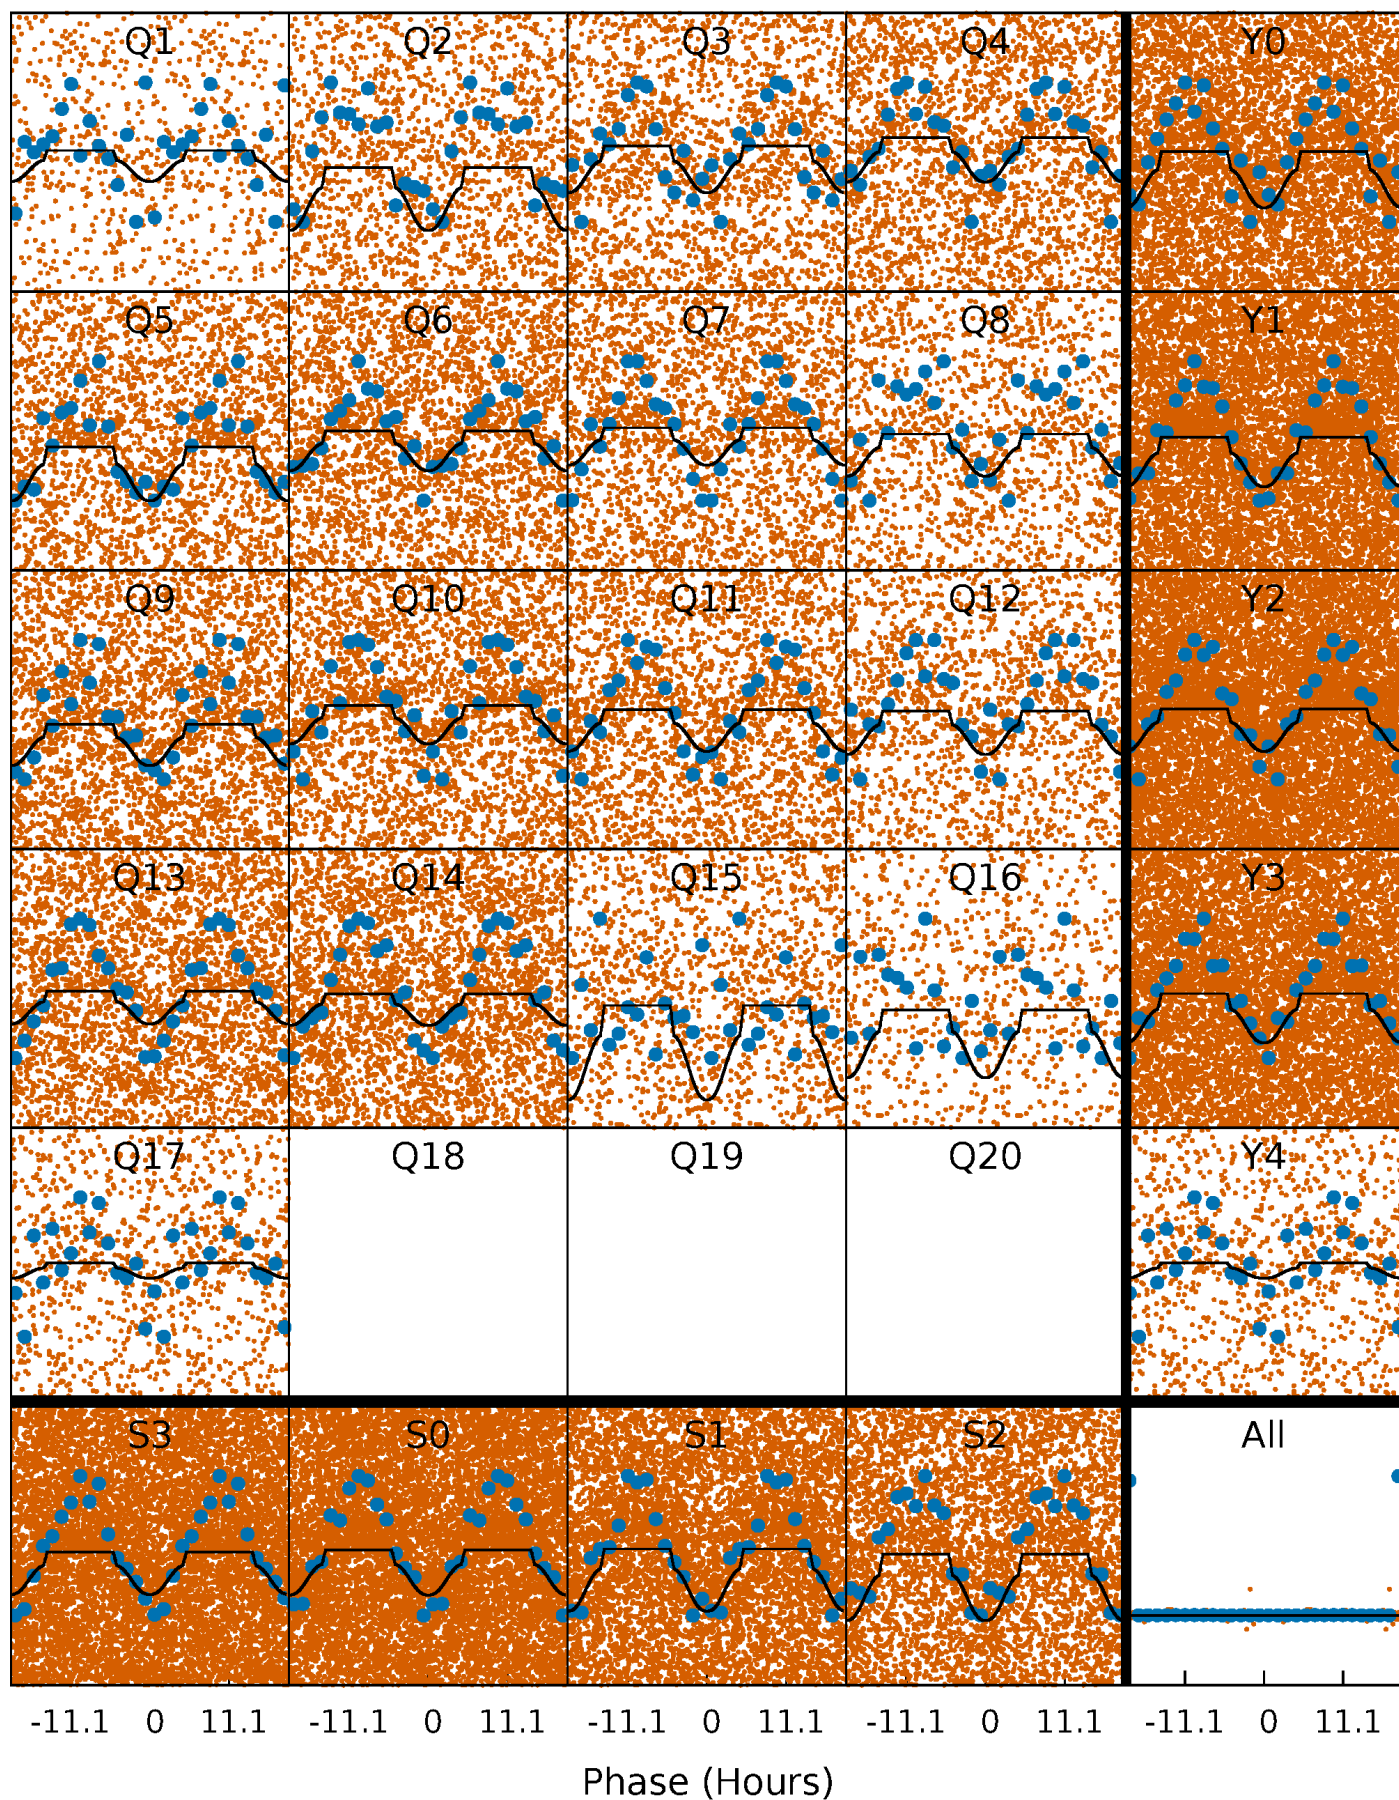 Q1 Q2 Q3 Q4 Y0
Q5 Q6 Q7 Q8 Y1
Q9 Q10 Q11 Q12 Y2
Q13 Q14 Q15 Q16 Y3
Q17 Q18 Q19 Q20 Y4
S3 S0 S1 S2 All
-11.1 0 11.1 -11.1 0 11.1 -11.1 0 11.1 -11.1 0 11.1 -11.1 0 11.1
Phase (Hours)